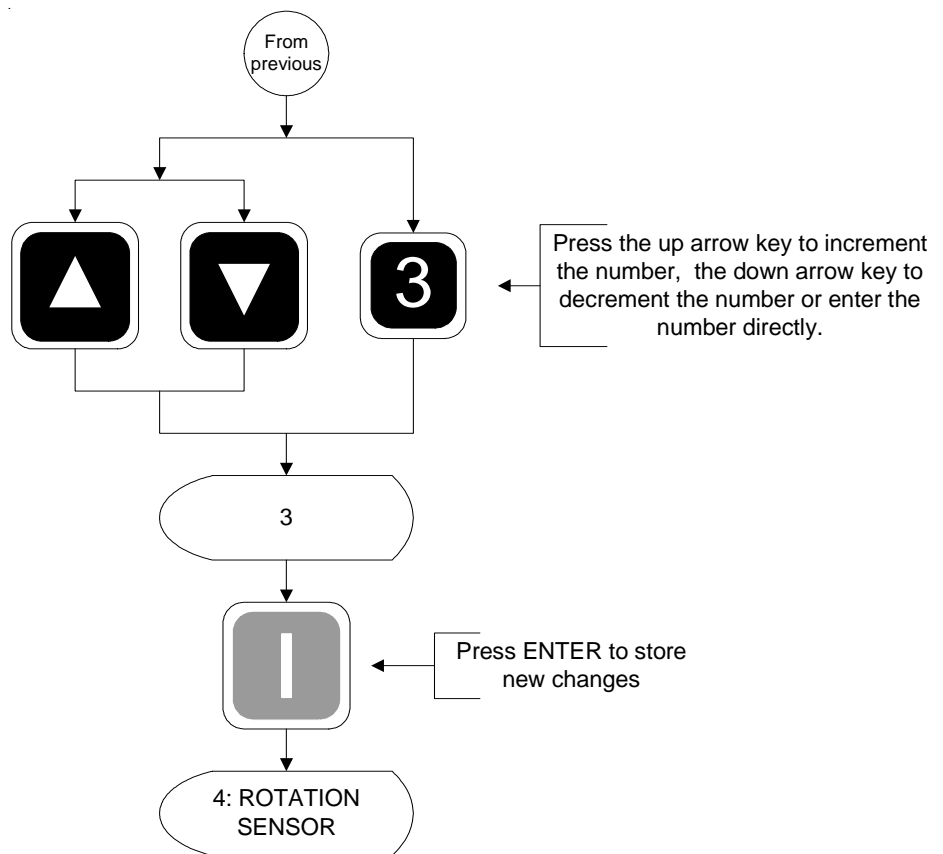 From
previous
3
Press the up arrow key to increment
the number, the down arrow key to
decrement the number or enter the
number directly.
3
I
Press ENTER to store
new changes
4: ROTATION
SENSOR